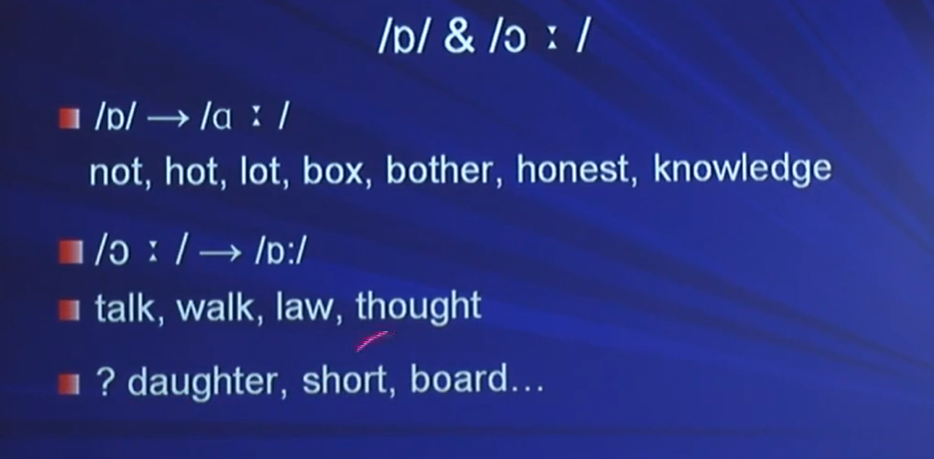 /ɒ/ & /ɔ ː /
/ɒ/ → /ɑ ː /
not, hot, lot, box, bother, honest, knowledge
/ɔ ː / → /ɒ:/
talk, walk, law, thought
? daughter, short, board…